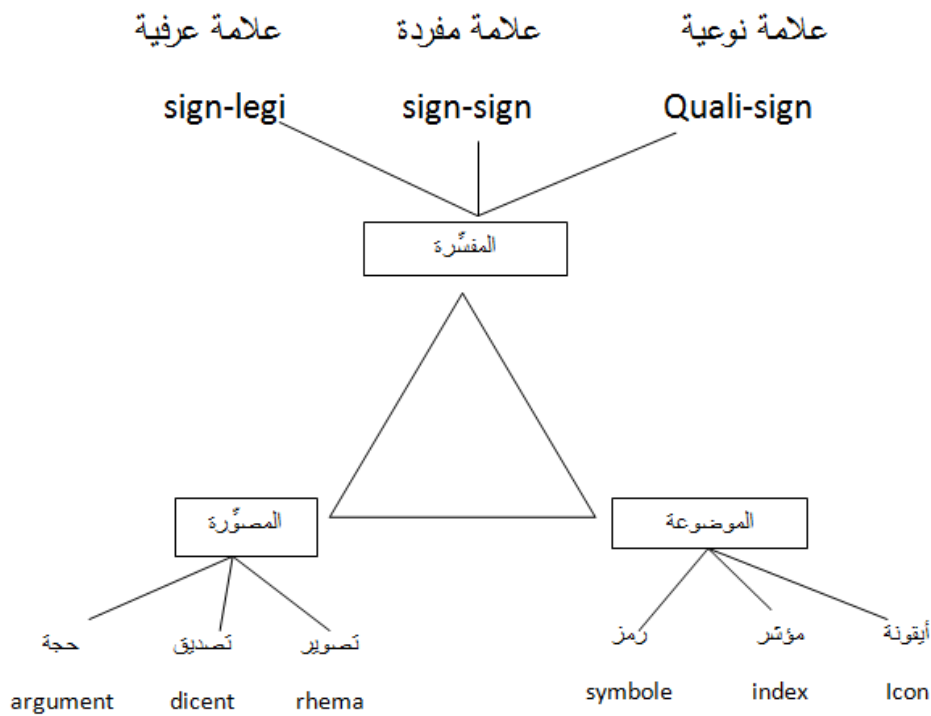 علامة نوعية علامة مفردة علامة عرفية
Quali-sign sign-sign sign-legi
المفسِّرة
الموضوعة المصوِّرة
أيقونة مؤشر رمز تصوير تصديق حجة
Icon index symbole rhema dicent argument